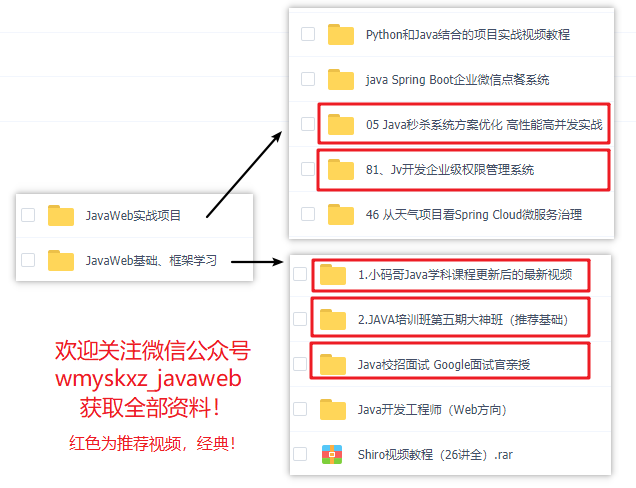 Python和Java结合的项目实战视频教程
java Spring Boot企业微信点餐系统
05 Java秒杀系统方案优化 高性能高并发实战
81、Jv开发企业级权限管理系统
46 从天气项目看Spring Cloud微服务治理
JavaWeb实战项目
JavaWeb基础、框架学习
1.小码哥Java学科课程更新后的最新视频
2.JAVA培训班第五期大神班（推荐基础）
Java校招面试 Google面试官亲授
Java开发工程师（Web方向）
Shiro视频教程（26讲全）.rar
欢迎关注微信公众号
wmyskxz_javaweb
获取全部资料！
红色为推荐视频，经典！